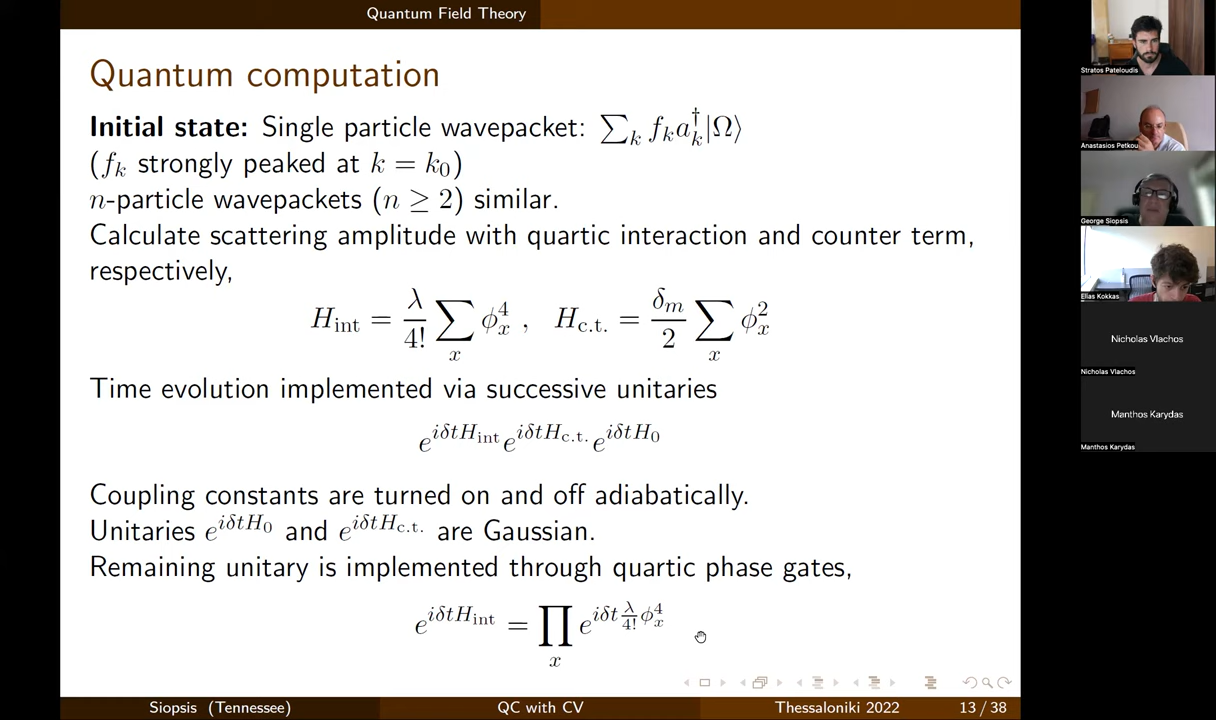 Quantum Field Theory
Quantum computation
Initial state: Single particle wavepacket: ∑_k f_k a_k^† |Ω⟩
(f_k strongly peaked at k = k_0)
n-particle wavepackets (n ≥ 2) similar.
Calculate scattering amplitude with quartic interaction and counter term,
respectively,
H_int = λ/4! ∑_x φ_x^4 , H_c.t. = δ_m/2 ∑_x φ_x^2
Time evolution implemented via successive unitaries
e^{iδtH_int} e^{iδtH_c.t.} e^{iδtH_0}
Coupling constants are turned on and off adiabatically.
Unitaries e^{iδtH_0} and e^{iδtH_c.t.} are Gaussian.
Remaining unitary is implemented through quartic phase gates,
e^{iδtH_int} = ∏_x e^{iδt λ/4! φ_x^4}
Siopsis (Tennessee)
QC with CV
Thessaloniki 2022
13 / 38
Stratos Pateloudis
Anastasios Petkou
George Siopsis
Elias Kokkas
Nicholas Vlachos
Nicholas Vlachos
Manthos Karydas
Manthos Karydas